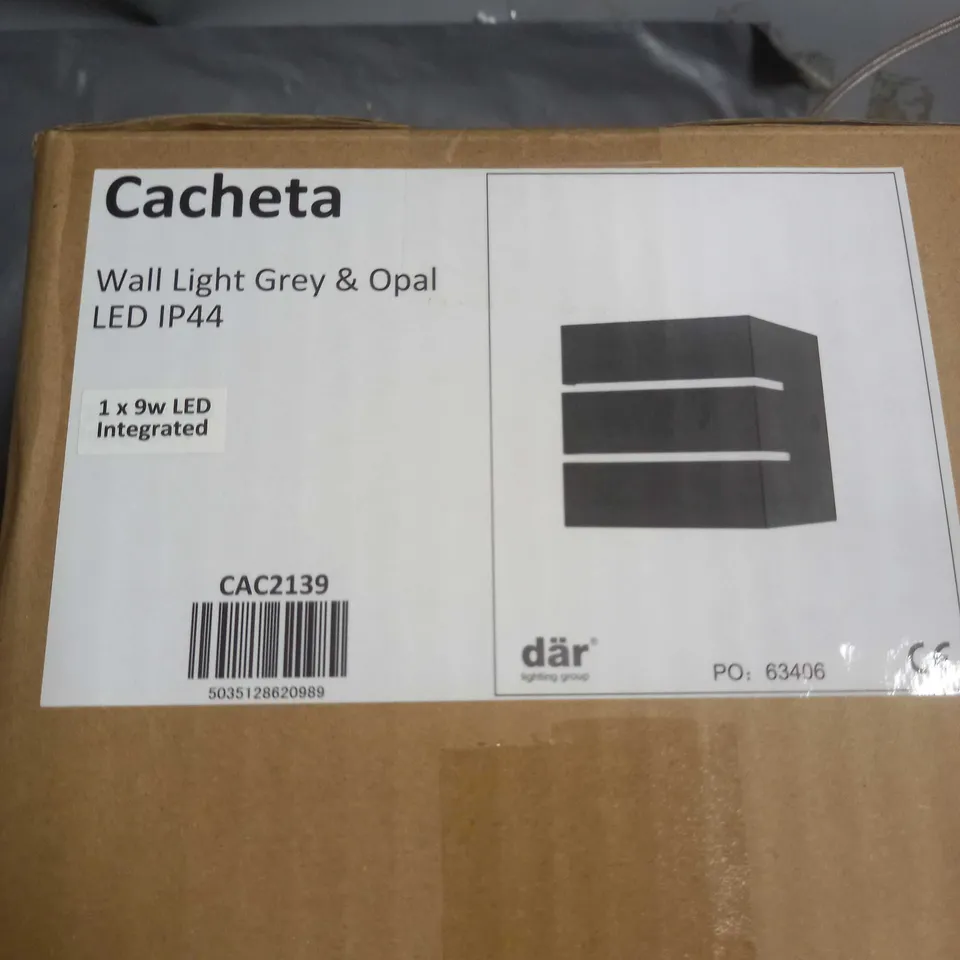 Cacheta
Wall Light Grey & Opal
LED IP44
1 x 9w LED
Integrated
CAC2139
5035128620989
där®
lighting group
PO: 63406
CE